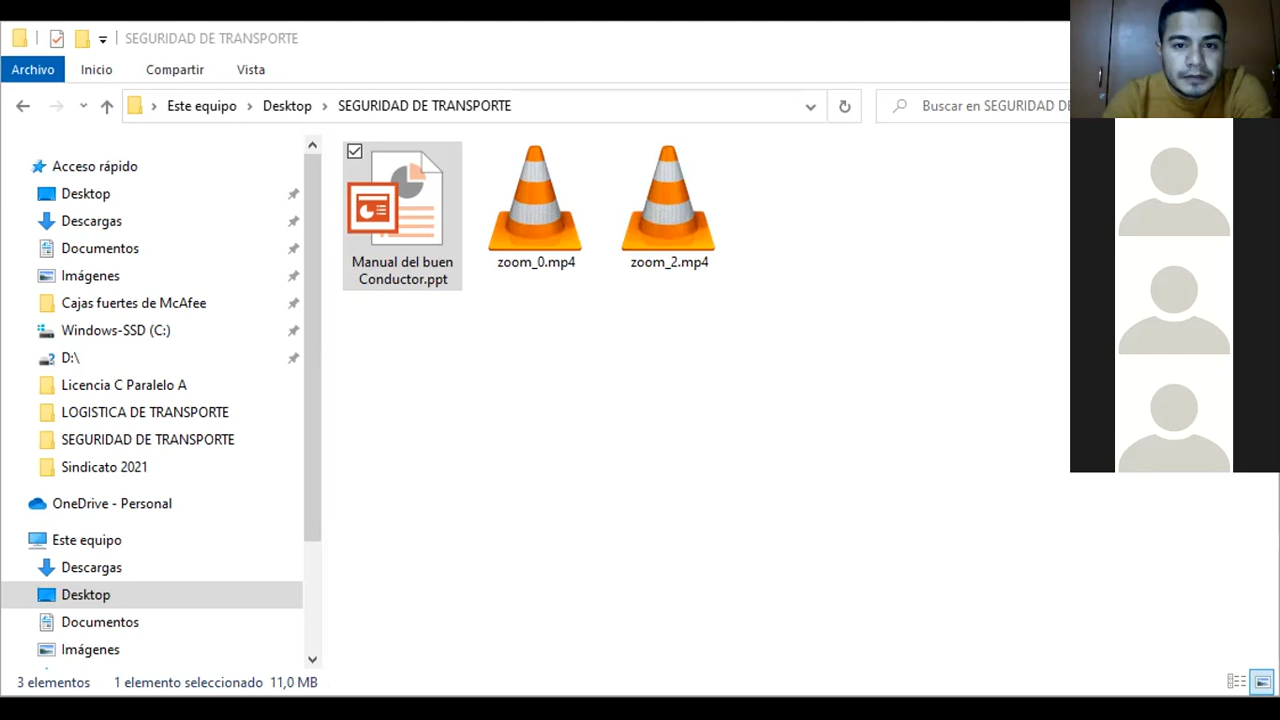 SEGURIDAD DE TRANSPORTE
Archivo Inicio Compartir Vista
Este equipo Desktop SEGURIDAD DE TRANSPORTE
Buscar en SEGURIDAD DE
Acceso rápido
Desktop
Descargas
Documentos
Imágenes
Cajas fuertes de McAfee
Windows-SSD (C:)
D:\
Licencia C Paralelo A
LOGISTICA DE TRANSPORTE
SEGURIDAD DE TRANSPORTE
Sindicato 2021
OneDrive - Personal
Este equipo
Descargas
Desktop
Documentos
Imágenes
Manual del buen
Conductor.ppt
zoom_0.mp4
zoom_2.mp4
3 elementos 1 elemento seleccionado 11,0 MB